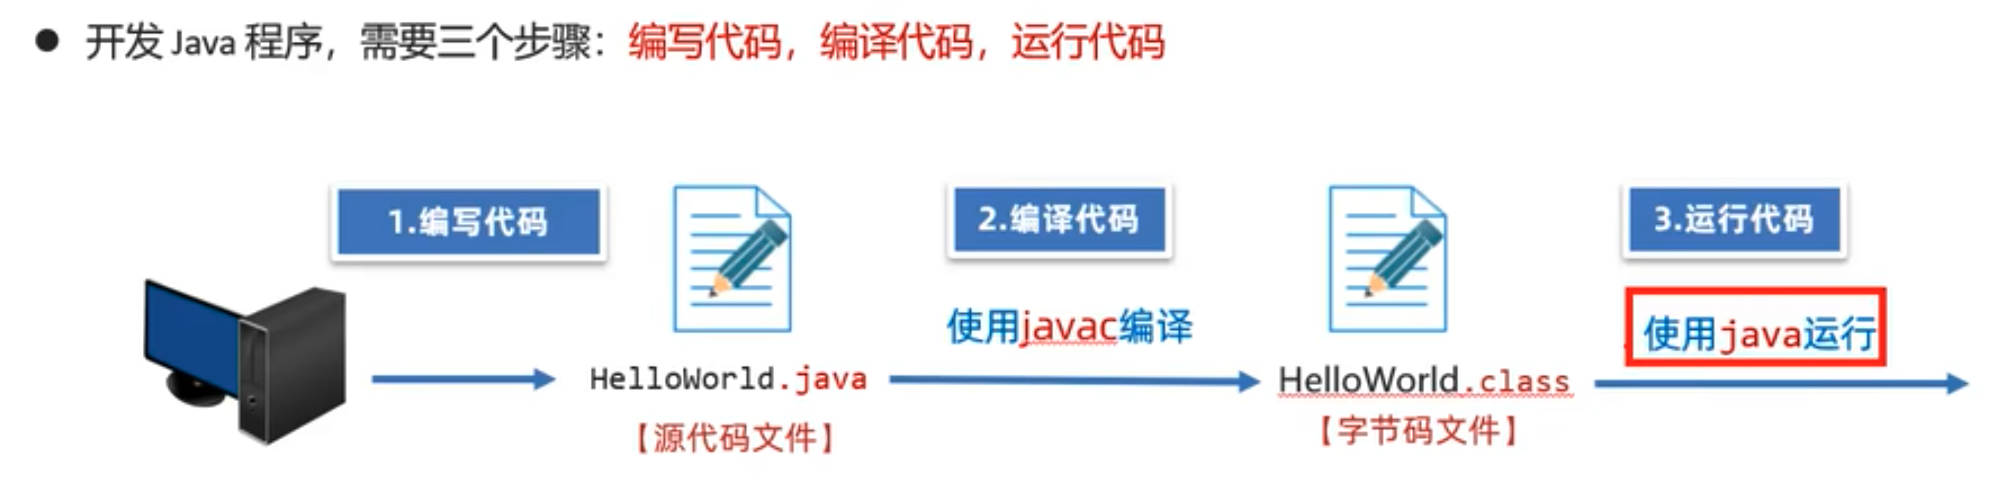 ● 开发 Java 程序，需要三个步骤：编写代码，编译代码，运行代码
1.编写代码
2.编译代码
3.运行代码
使用javac编译
使用java运行
HelloWorld.java
HelloWorld.class
【源代码文件】
【字节码文件】